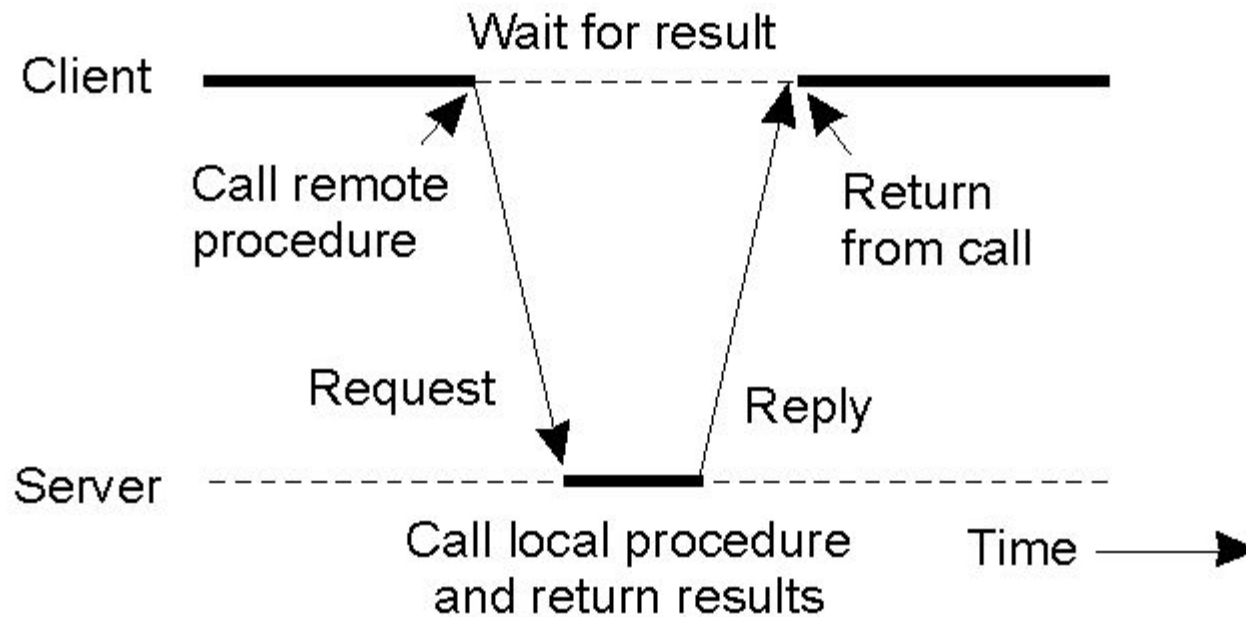 Wait for result
Client
Call remote
procedure
Return
from call
Request
Reply
Server
Call local procedure
and return results
Time